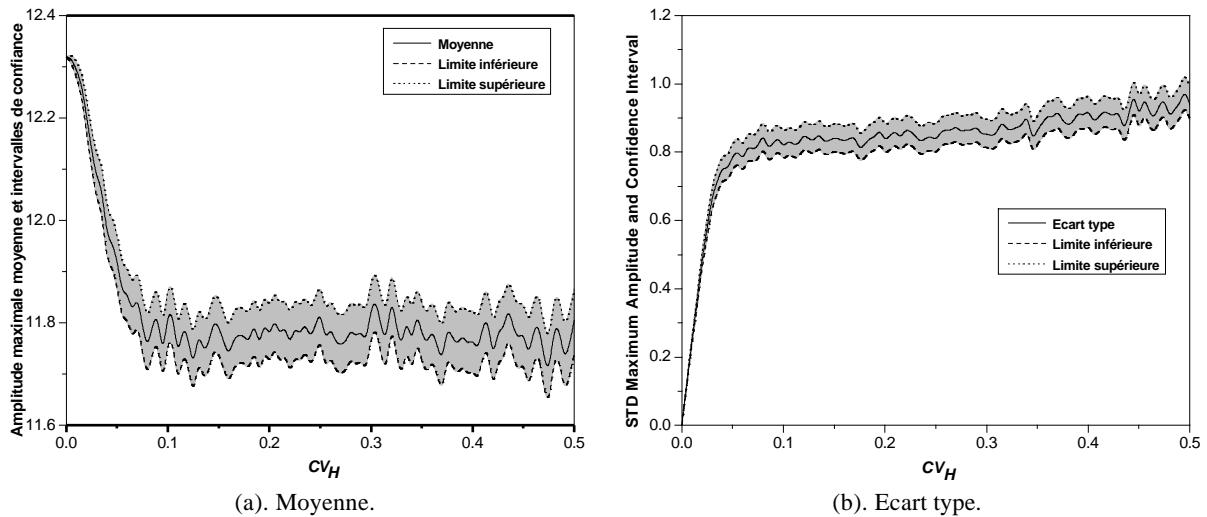 Amplitude maximale moyenne et intervalles de confiance
12.4
12.2
12.0
11.8
11.6
Moyenne
Limite inférieure
Limite supérieure
0.0
0.1
0.2
0.3
0.4
0.5
CV_H
(a). Moyenne.
STD Maximum Amplitude and Confidence Interval
1.2
1.0
0.8
0.6
0.4
0.2
0.0
Ecart type
Limite inférieure
Limite supérieure
0.0
0.1
0.2
0.3
0.4
0.5
CV_H
(b). Ecart type.